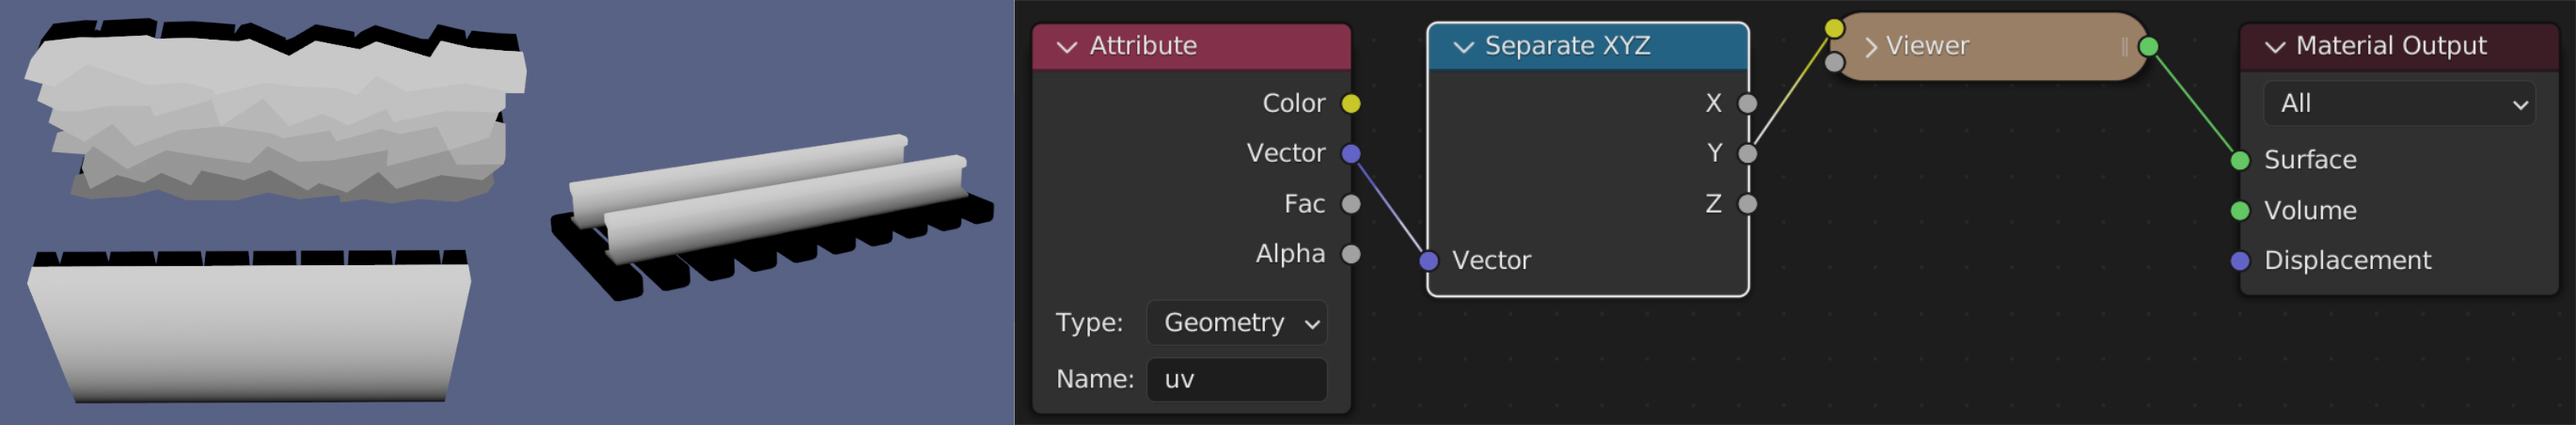 Attribute
Color
Vector
Fac
Alpha
Type: Geometry
Name: uv
Separate XYZ
X
Y
Z
Vector
Viewer
Material Output
All
Surface
Volume
Displacement